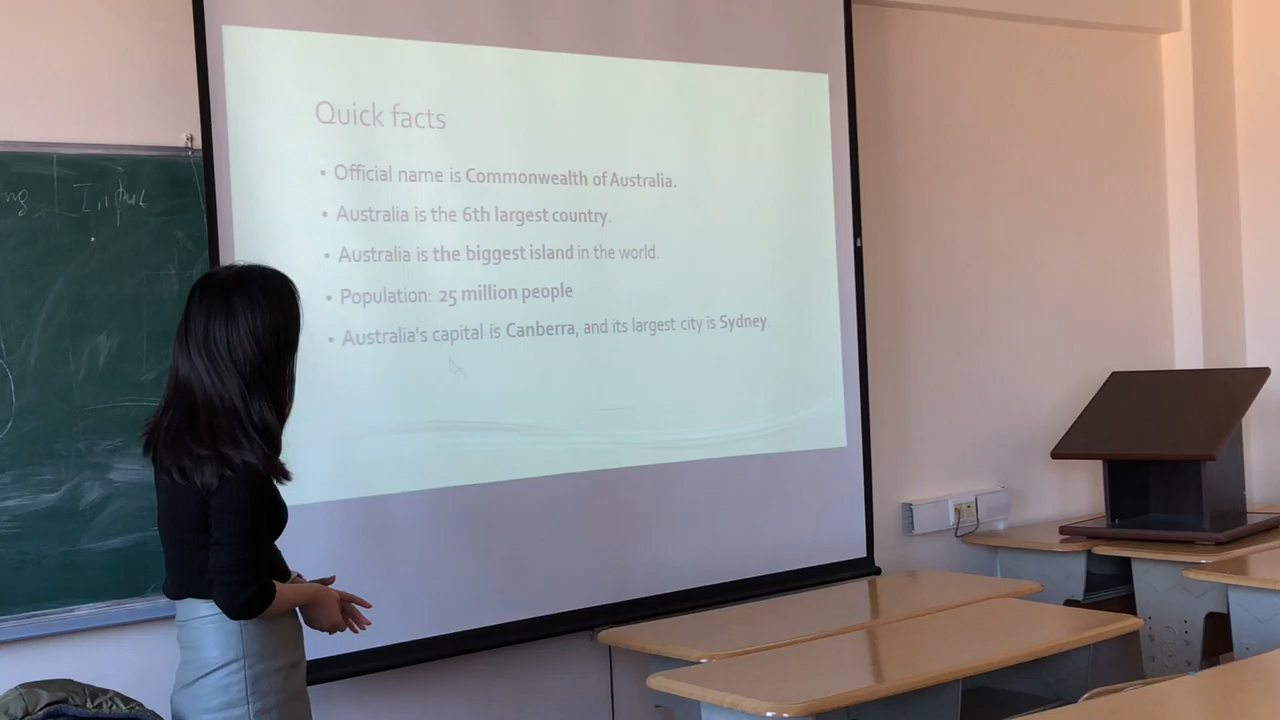 Quick facts
• Official name is Commonwealth of Australia.
• Australia is the 6th largest country.
• Australia is the biggest island in the world.
• Population: 25 million people
• Australia's capital is Canberra, and its largest city is Sydney.
ng Input